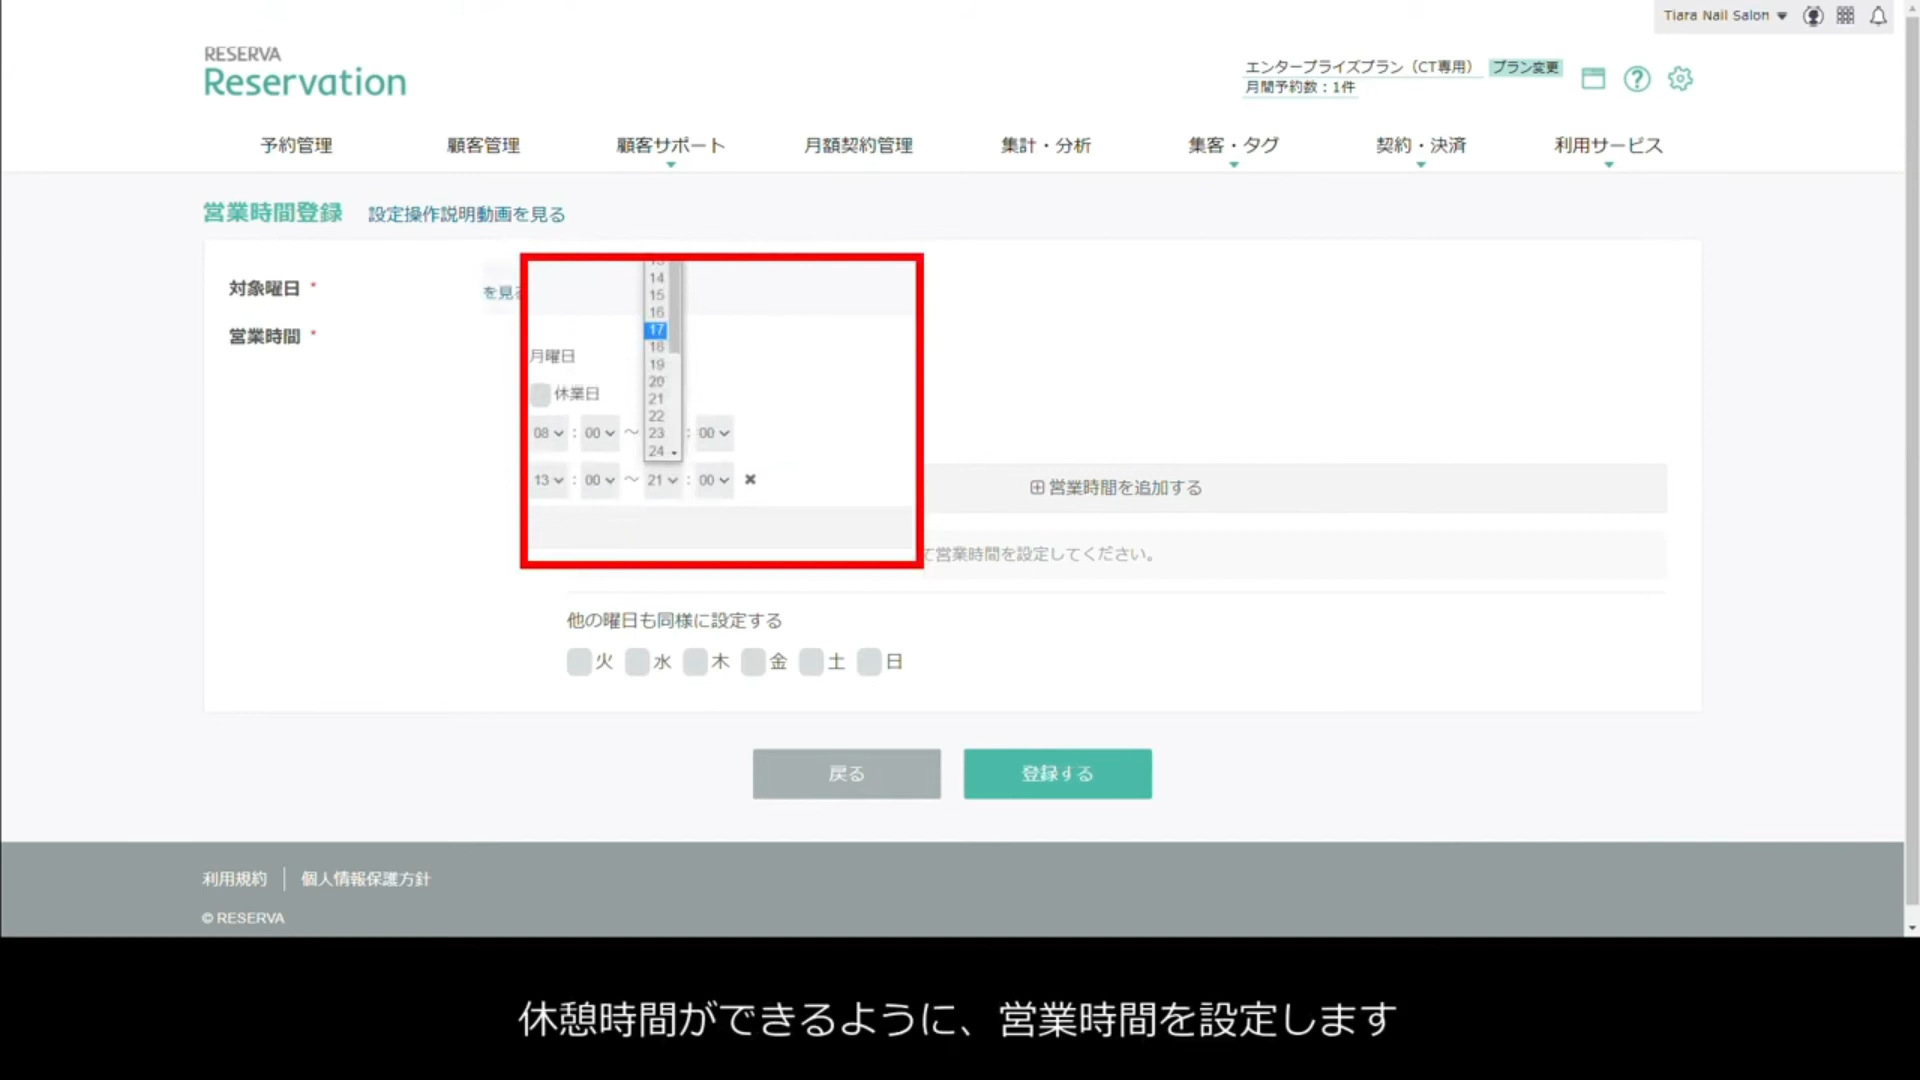 Tiara Nail Salon
RESERVA
Reservation
エンタープライズプラン（CT専用） プラン変更
月間予約数：1件
予約管理 顧客管理 顧客サポート 月額契約管理 集計・分析 集客・タグ 契約・決済 利用サービス
営業時間登録 設定操作説明動画を見る
対象曜日 *
を見る
営業時間 *
14
15
16
17
18
19
20
21
22
23
24
月曜日
休業日
08 : 00 ～ : 00
13 : 00 ～ 21 : 00 ✖
営業時間を追加する
て営業時間を設定してください。
他の曜日も同様に設定する
火 水 木 金 土 日
戻る 登録する
利用規約 個人情報保護方針
© RESERVA
休憩時間ができるように、営業時間を設定します